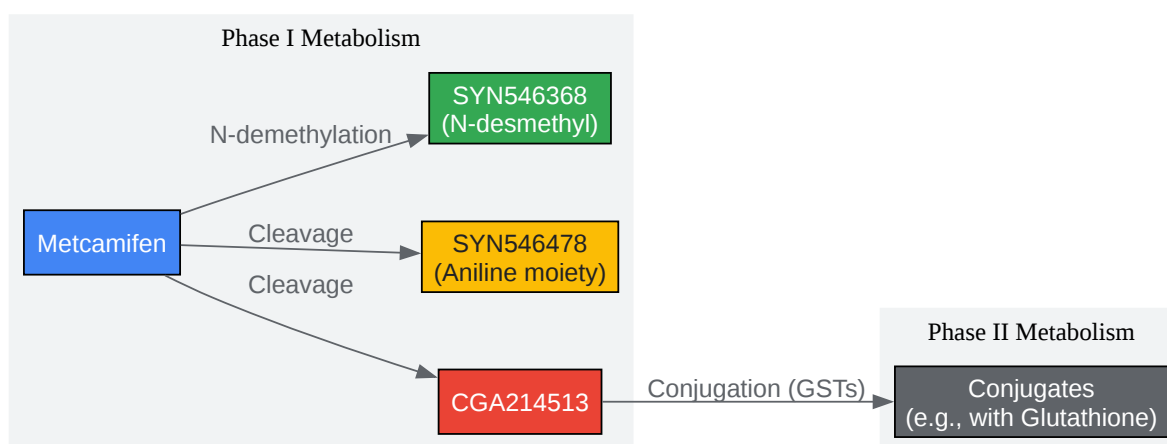 Phase I Metabolism
SYN546368
(N-desmethyl)
N-demethylation
Metcamifen
Cleavage
SYN546478
(Aniline moiety)
Cleavage
CGA214513
Phase II Metabolism
Conjugation (GSTs)
Conjugates
(e.g., with Glutathione)